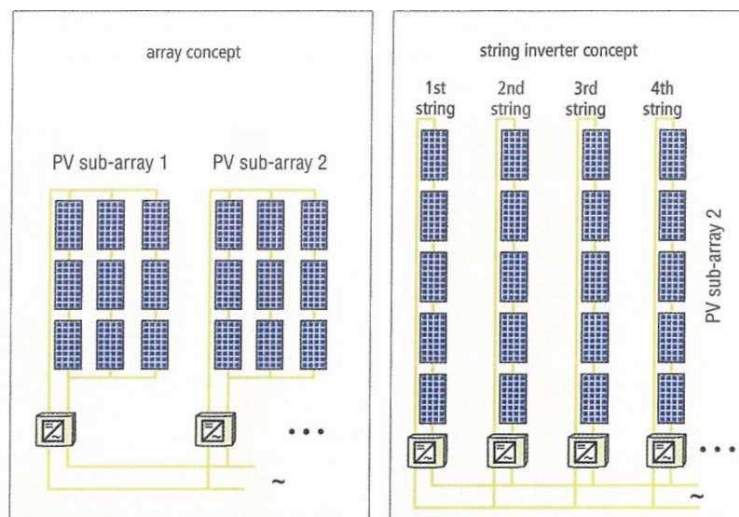 array concept
PV sub-array 1
PV sub-array 2
• • •
~
string inverter concept
1st string
2nd string
3rd string
4th string
PV sub-array 2
• • •
~